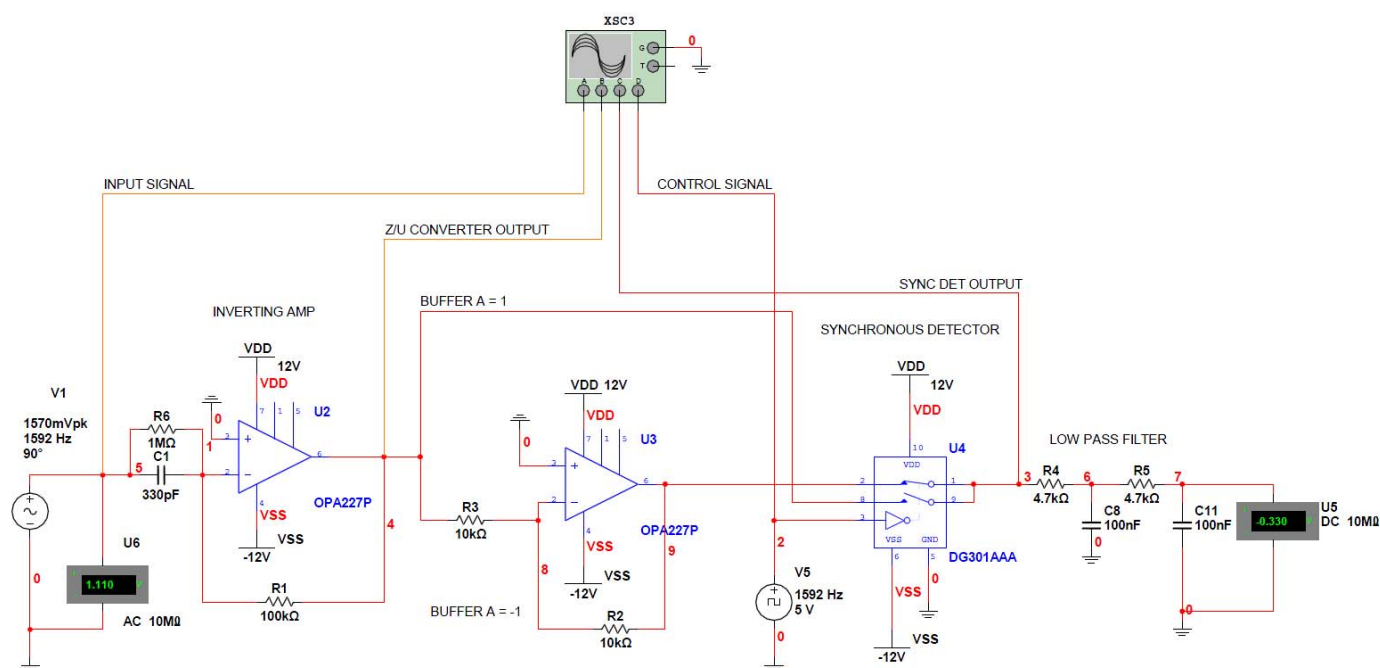 XSC3
0
G
T
A B C D
INPUT SIGNAL
CONTROL SIGNAL
Z/U CONVERTER OUTPUT
SYNC DET OUTPUT
BUFFER A = 1
INVERTING AMP
SYNCHRONOUS DETECTOR
VDD
12V
VDD
V1
1570mVpk
1592 Hz
90°
R6
1MΩ
5
C1
330pF
0
1
3
2
7 1 5
U2
6
OPA227P
4
VSS
VSS
-12V
4
0
U6
1.110 V
AC 10MΩ
R1
100kΩ
R3
10kΩ
VDD 12V
VDD
0
3
2
7 1 5
U3
6
OPA227P
4
VSS
VSS
-12V
8
9
BUFFER A = -1
R2
10kΩ
VDD
12V
VDD
U4
10
VDD
2
8
3
1
9
VSS GND
6 5
DG301AAA
VSS
0
VSS
-12V
2
V5
1592 Hz
5 V
0
LOW PASS FILTER
3
R4
4.7kΩ
6
R5
4.7kΩ
7
C8
100nF
0
C11
100nF
0
U5
-0.330
DC 10MΩ